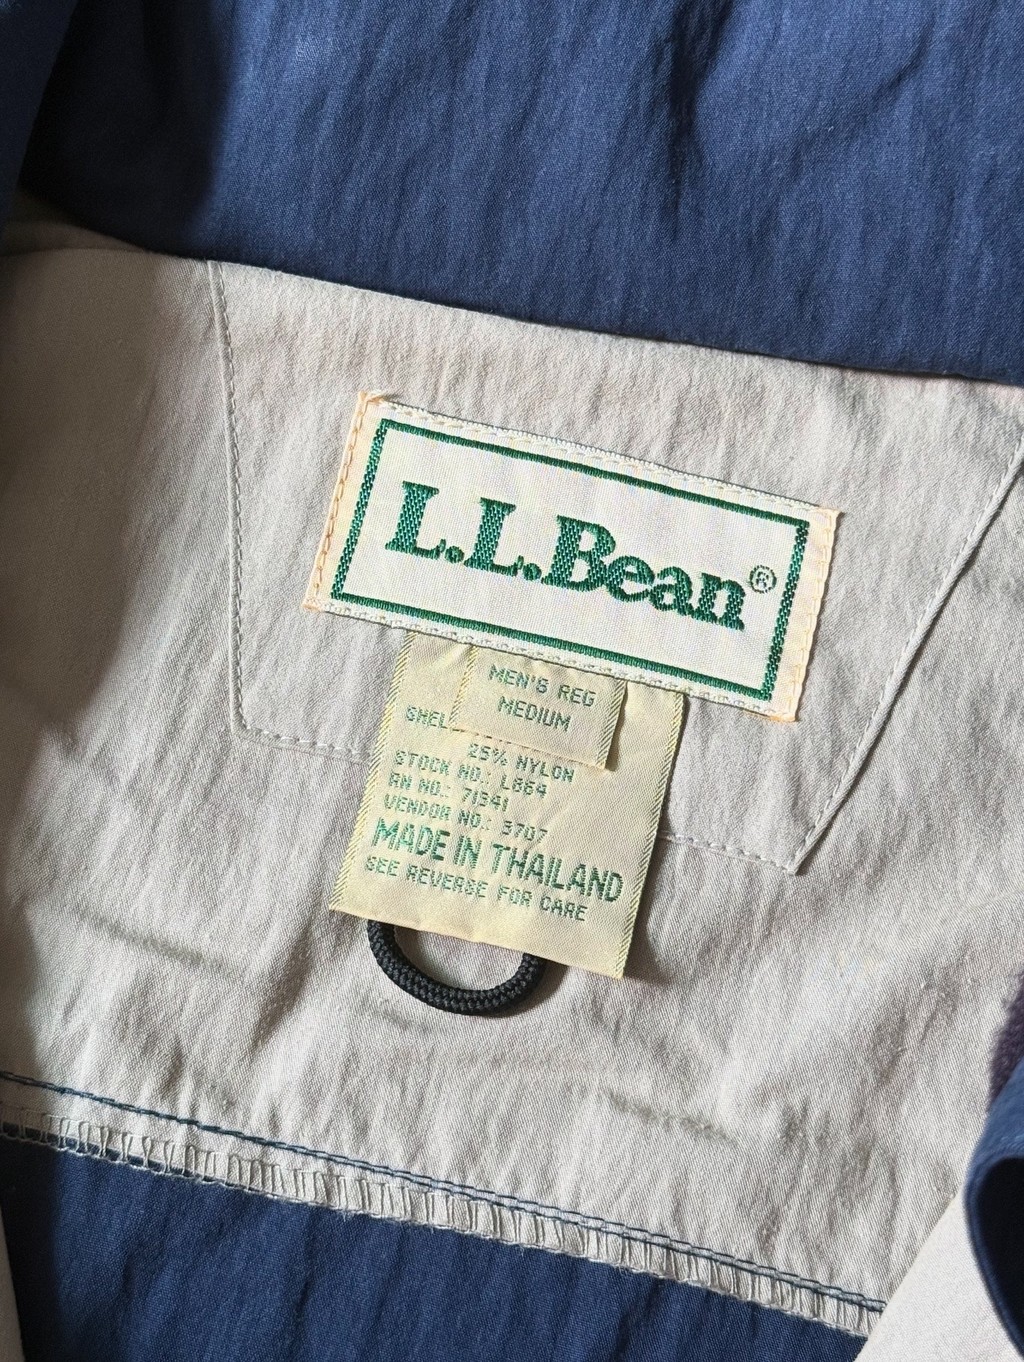 L.L.Bean®
MEN'S REG
MEDIUM
SHEL
25% NYLON
STOCK NO.: L864
RN NO.: 71341
VENDOR NO.: 3707
MADE IN THAILAND
SEE REVERSE FOR CARE